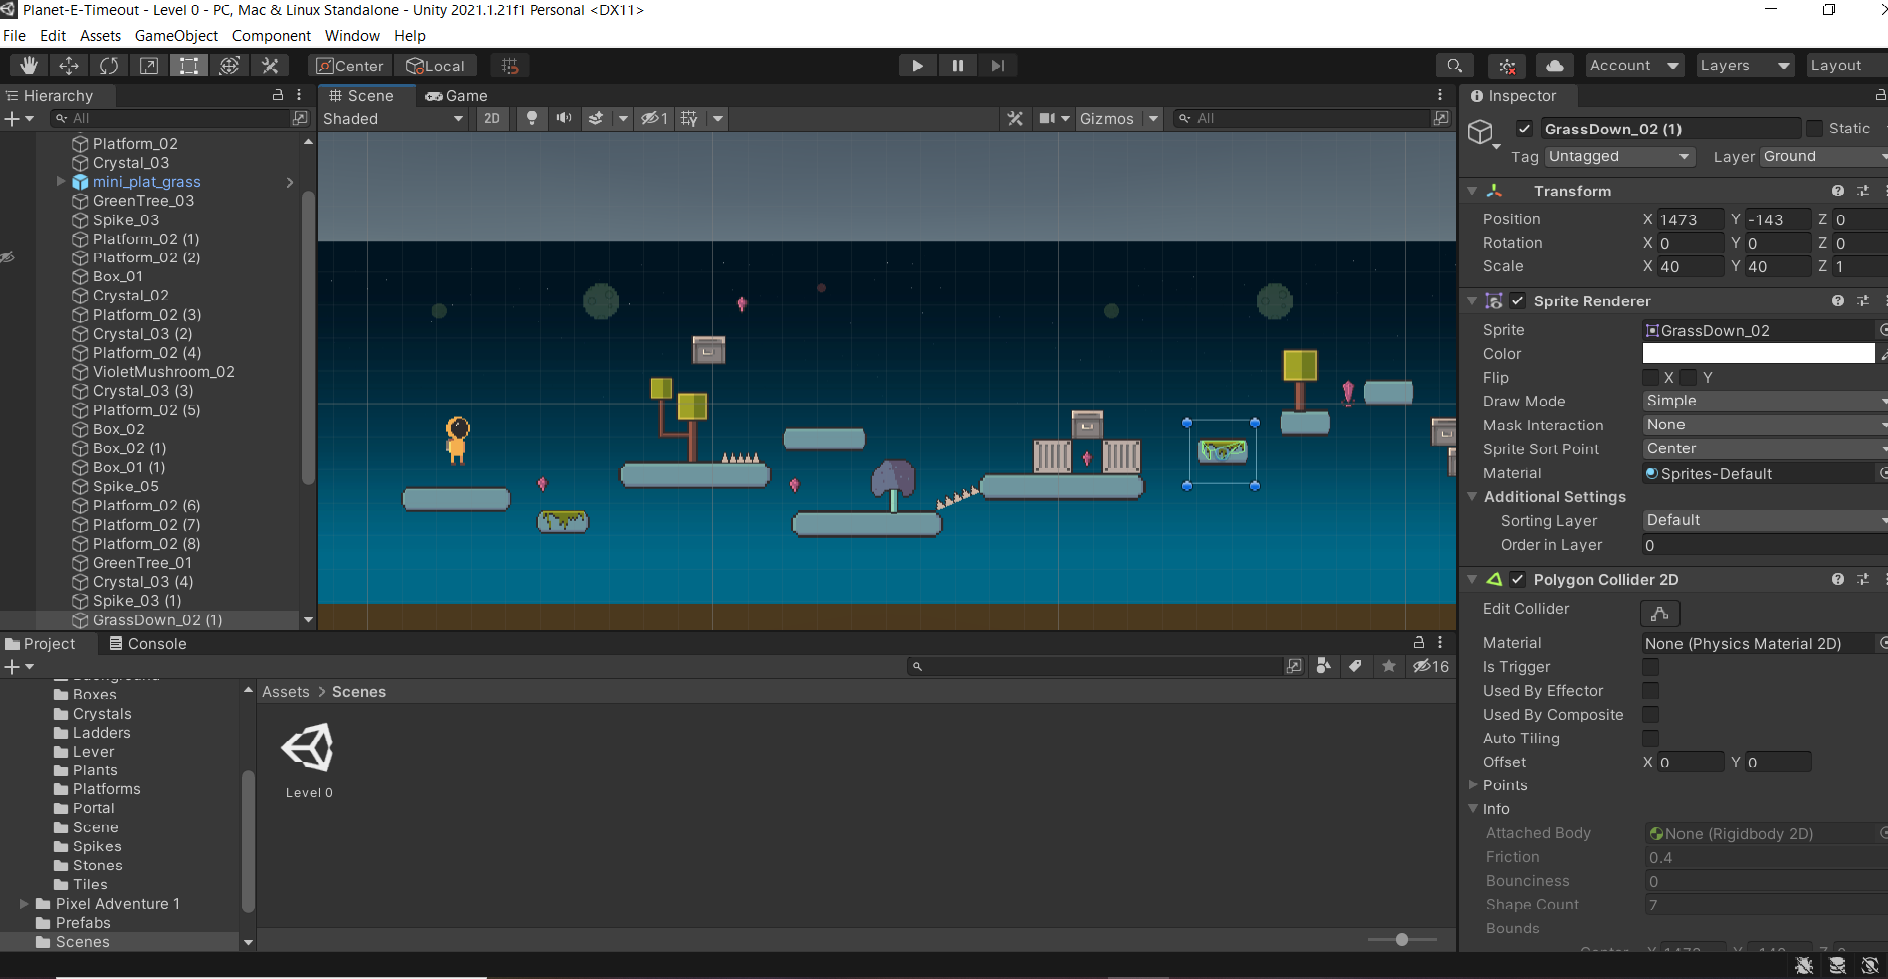 Planet-E-Timeout - Level 0 - PC, Mac & Linux Standalone - Unity 2021.1.21f1 Personal <DX11>
File Edit Assets GameObject Component Window Help
Center Local Account Layers Layout
Hierarchy
All
Platform_02
Crystal_03
mini_plat_grass
GreenTree_03
Spike_03
Platform_02 (1)
Platform_02 (2)
Box_01
Crystal_02
Platform_02 (3)
Crystal_03 (2)
Platform_02 (4)
VioletMushroom_02
Crystal_03 (3)
Platform_02 (5)
Box_02
Box_02 (1)
Box_01 (1)
Spike_05
Platform_02 (6)
Platform_02 (7)
Platform_02 (8)
GreenTree_01
Crystal_03 (4)
Spike_03 (1)
GrassDown_02 (1)
Scene Game
Shaded 2D 1 Gizmos All
Inspector
GrassDown_02 (1) Static
Tag Untagged Layer Ground
Transform
Position X 1473 Y -143 Z 0
Rotation X 0 Y 0 Z 0
Scale X 40 Y 40 Z 1
Sprite Renderer
Sprite GrassDown_02
Color
Flip X Y
Draw Mode Simple
Mask Interaction None
Sprite Sort Point Center
Material Sprites-Default
Additional Settings
Sorting Layer Default
Order in Layer 0
Polygon Collider 2D
Edit Collider
Material None (Physics Material 2D)
Is Trigger
Used By Effector
Used By Composite
Auto Tiling
Offset X 0 Y 0
Points
Info
Attached Body None (Rigidbody 2D)
Friction 0.4
Bounciness 0
Shape Count 7
Bounds
Project Console
16
Background
Boxes
Crystals
Ladders
Lever
Plants
Platforms
Portal
Scene
Spikes
Stones
Tiles
Pixel Adventure 1
Prefabs
Scenes
Assets > Scenes
Level 0